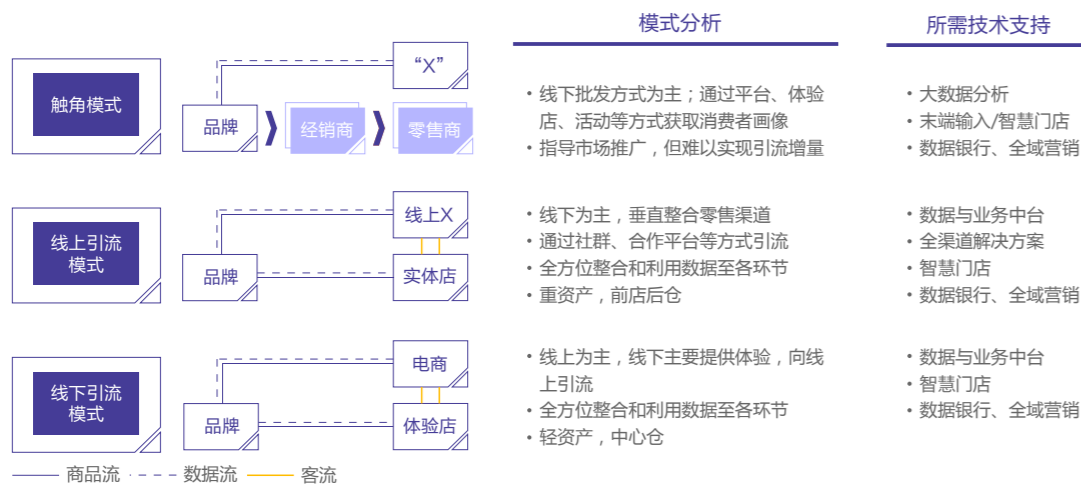 模式分析
所需技术支持
触角模式
“X”
品牌
经销商
零售商
• 线下批发方式为主；通过平台、体验
店、活动等方式获取消费者画像
• 指导市场推广，但难以实现引流增量
• 大数据分析
• 末端输入/智慧门店
• 数据银行、全域营销
线上引流
模式
线上X
品牌
实体店
• 线下为主，垂直整合零售渠道
• 通过社群、合作平台等方式引流
• 全方位整合和利用数据至各环节
• 重资产，前店后仓
• 数据与业务中台
• 全渠道解决方案
• 智慧门店
• 数据银行、全域营销
线下引流
模式
电商
品牌
体验店
• 线上为主，线下主要提供体验，向线
上引流
• 全方位整合和利用数据至各环节
• 轻资产，中心仓
• 数据与业务中台
• 智慧门店
• 数据银行、全域营销
商品流
数据流
客流